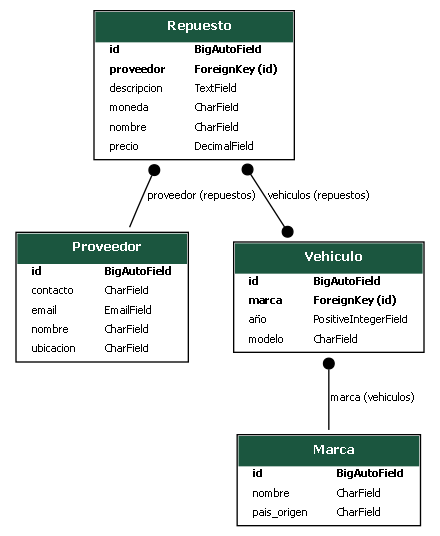 Repuesto
id BigAutoField
proveedor ForeignKey (id)
descripcion TextField
moneda CharField
nombre CharField
precio DecimalField
proveedor (repuestos)
vehiculos (repuestos)
Proveedor
id BigAutoField
contacto CharField
email EmailField
nombre CharField
ubicacion CharField
Vehiculo
id BigAutoField
marca ForeignKey (id)
año PositiveIntegerField
modelo CharField
marca (vehiculos)
Marca
id BigAutoField
nombre CharField
pais_origen CharField